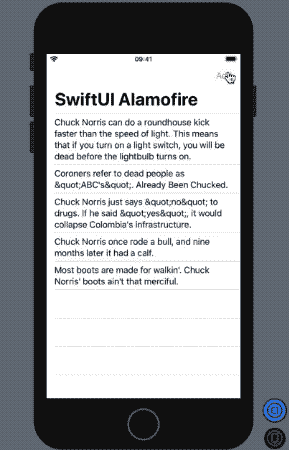 09:41
SwiftUI Alamofire
Chuck Norris can do a roundhouse kick
faster than the speed of light. This means
that if you turn on a light switch, you will be
dead before the lightbulb turns on.
Coroners refer to dead people as
&quot;ABC's&quot;. Already Been Chucked.
Chuck Norris just says &quot;no&quot; to
drugs. If he said &quot;yes&quot;, it would
collapse Colombia's infrastructure.
Chuck Norris once rode a bull, and nine
months later it had a calf.
Most boots are made for walkin'. Chuck
Norris' boots ain't that merciful.